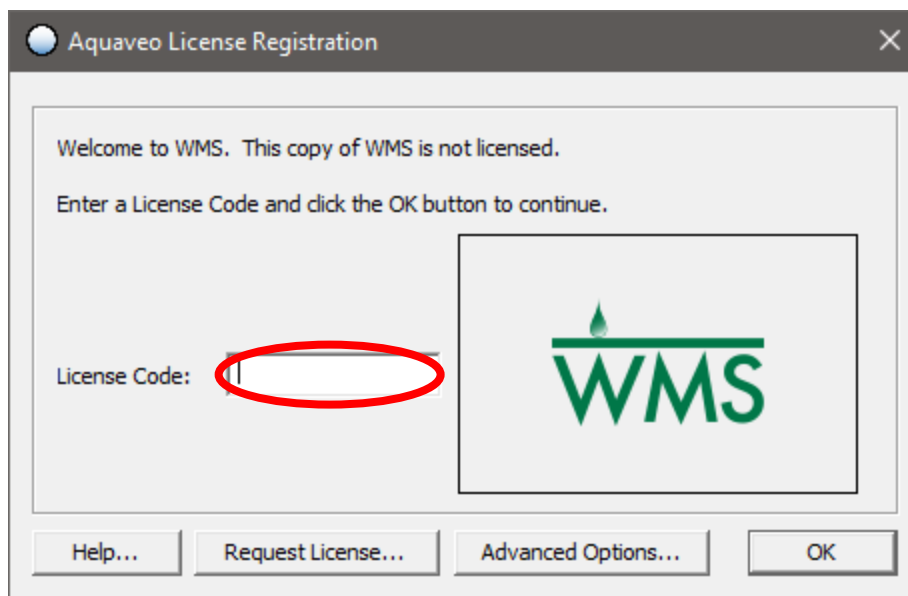 Aquaveo License Registration
Welcome to WMS.  This copy of WMS is not licensed.
Enter a License Code and click the OK button to continue.
WMS
License Code:
Help...
Request License...
Advanced Options...
OK